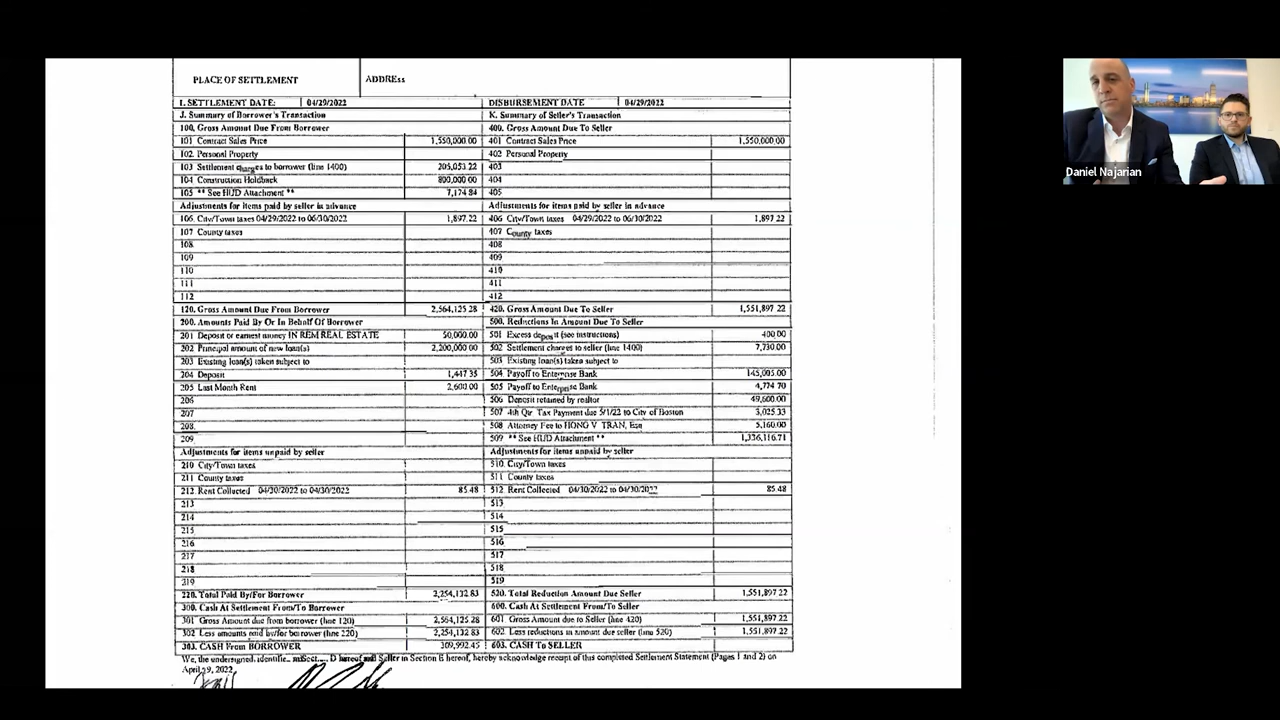 PLACE OF SETTLEMENT ADDREss
I. SETTLEMENT DATE: 04/29/2022 DISBURSEMENT DATE 04/29/2022
J. Summary of Borrower's Transaction K. Summary of Seller's Transaction
100. Gross Amount Due From Borrower 400. Gross Amount Due To Seller
101 Contract Sales Price 1,550,000.00 401 Contract Sales Price 1,550,000.00
102. Personal Property 402 Personal Property
103 Settlement charges to borrower (line 1400) 205,053.22 403
104 Construction Holdback 800,000.00 404
105 ** See HUD Attachment ** 7,174.84 405
Adjustments for items paid by seller in advance Adjustments for items paid by seller in advance
106. City/Town taxes 04/29/2022 to 06/30/2022 1,897.22 406 City/Town taxes 04/29/2022 to 06/30/2022 1,897.22
107 County taxes 407 County taxes
108. 408
109 409
110 410
111 411
112 412
120. Gross Amount Due From Borrower 2,564,125.28 420. Gross Amount Due To Seller 1,551,897.22
200. Amounts Paid By Or In Behalf Of Borrower 500. Reductions In Amount Due To Seller
201 Deposit or earnest money IN REM REAL ESTATE 50,000.00 501 Excess deposit (see instructions) 400.00
202 Principal amount of new loan(s) 2,200,000.00 502 Settlement charges to seller (line 1400) 7,730.00
203 Existing loan(s) taken subject to 503 Existing loan(s) taken subject to
204 Deposit 1,447.35 504 Payoff to Enterprise Bank 145,005.00
205 Last Month Rent 2,600.00 505 Payoff to Enterprise Bank 4,774.70
206 506 Deposit retained by realtor 49,600.00
207 507 4th Qtr Tax Payment due 5/1/22 to City of Boston 3,025.33
208. 508 Attorney Fee to HONG V TRAN, Esq 5,160.00
209. 509 ** See HUD Attachment ** 1,336,116.71
Adjustments for items unpaid by seller Adjustments for items unpaid by seller
210 City/Town taxes 510. City/Town taxes
211 County taxes 511 County taxes
212 Rent Collected 04/30/2022 to 04/30/2022 85.48 512 Rent Collected 04/30/2022 to 04/30/2022 85.48
213 513
214 514
215 515
216 516
217 517
218 518
219 519
220. Total Paid By/For Borrower 2,254,132.83 520. Total Reduction Amount Due Seller 1,551,897.22
300. Cash At Settlement From/To Borrower 600. Cash At Settlement From/To Seller
301 Gross Amount due from borrower (line 120) 2,564,125.28 601 Gross Amount due to Seller (line 420) 1,551,897.22
302 Less amounts paid by/for borrower (line 220) 2,254,132.83 602 Less reductions in amount due seller (line 520) 1,551,897.22
303. CASH From BORROWER 309,992.45 603. CASH To SELLER
We, the undersigned, D hereof and Seller in Section E hereof, hereby acknowledge receipt of this completed Settlement Statement (Pages 1 and 2) on
April 29, 2022
Daniel Najarian